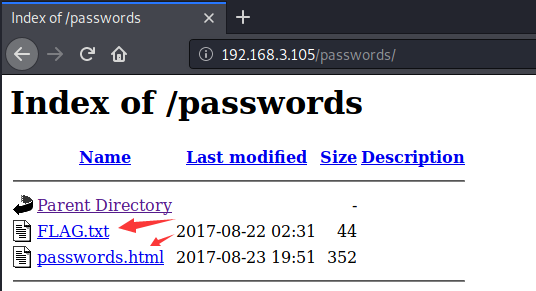 Index of /passwords
192.168.3.105/passwords/
Index of /passwords
Name Last modified Size Description
Parent Directory -
FLAG.txt 2017-08-22 02:31 44
passwords.html 2017-08-23 19:51 352